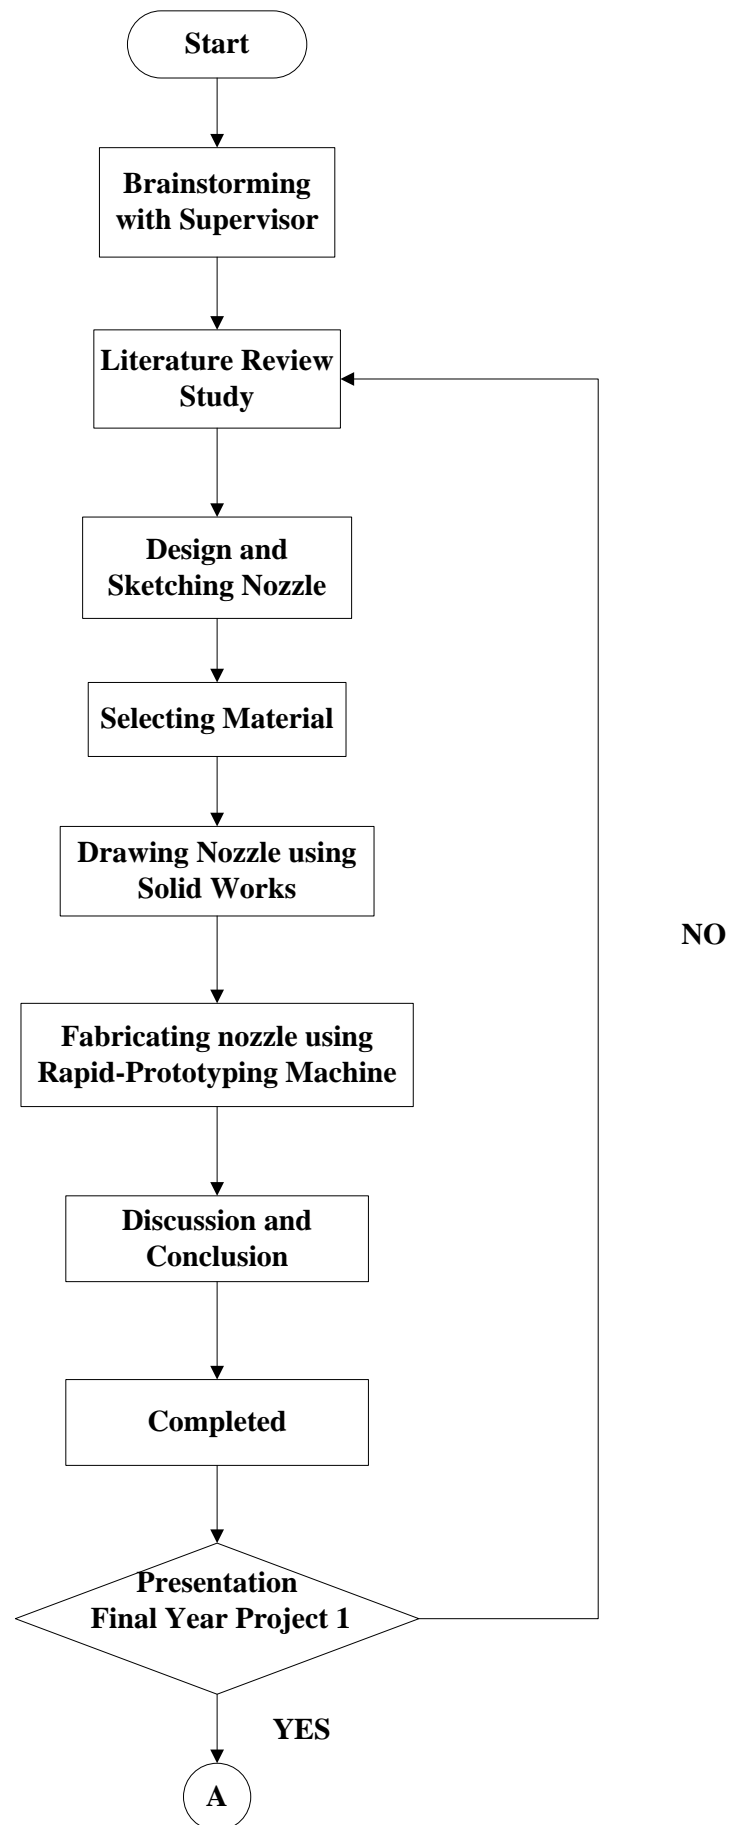 Start
Brainstorming
with Supervisor
Literature Review
Study
Design and
Sketching Nozzle
Selecting Material
Drawing Nozzle using
Solid Works
NO
Fabricating nozzle using
Rapid-Prototyping Machine
Discussion and
Conclusion
Completed
Presentation
Final Year Project 1
YES
A